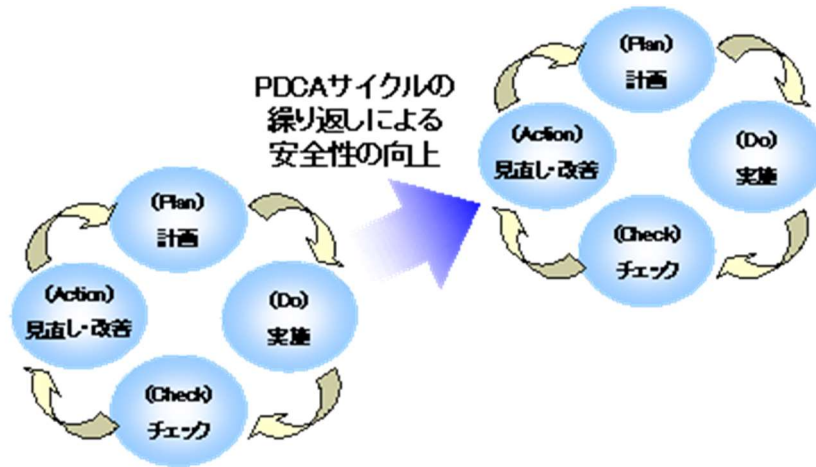 PDCAサイクルの
繰り返しによる
安全性の向上
(Plan)
計画
(Do)
実施
(Check)
チェック
(Action)
見直し・改善
(Plan)
計画
(Do)
実施
(Check)
チェック
(Action)
見直し・改善